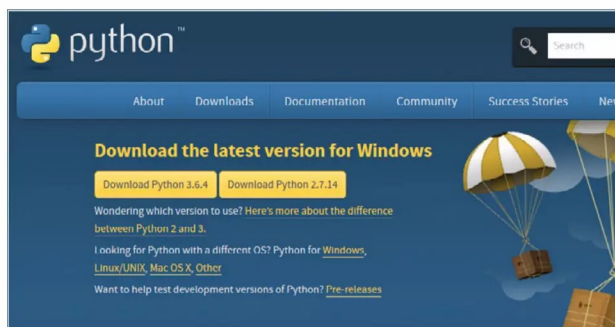 python™
Search
About Downloads Documentation Community Success Stories Ne
Download the latest version for Windows
Download Python 3.6.4 Download Python 2.7.14
Wondering which version to use? Here's more about the difference
between Python 2 and 3.
Looking for Python with a different OS? Python for Windows,
Linux/UNIX, Mac OS X, Other
Want to help test development versions of Python? Pre-releases